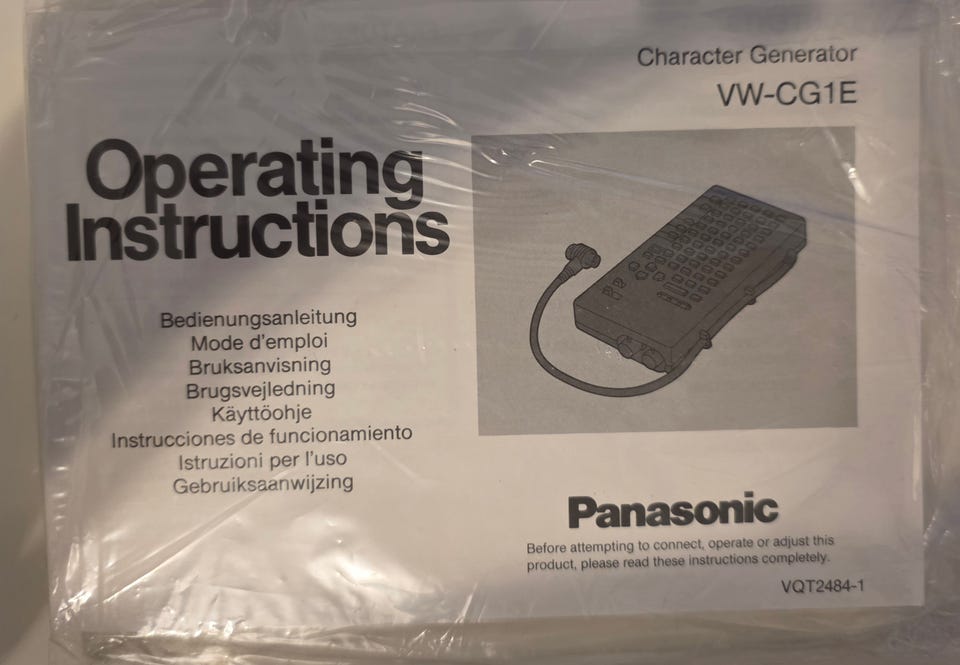 Character Generator
VW-CG1E
Operating
Instructions
Bedienungsanleitung
Mode d'emploi
Bruksanvisning
Brugsvejledning
Käyttöohje
Instrucciones de funcionamiento
Istruzioni per l'uso
Gebruiksaanwijzing
Panasonic
Before attempting to connect, operate or adjust this
product, please read these instructions completely.
VQT2484-1